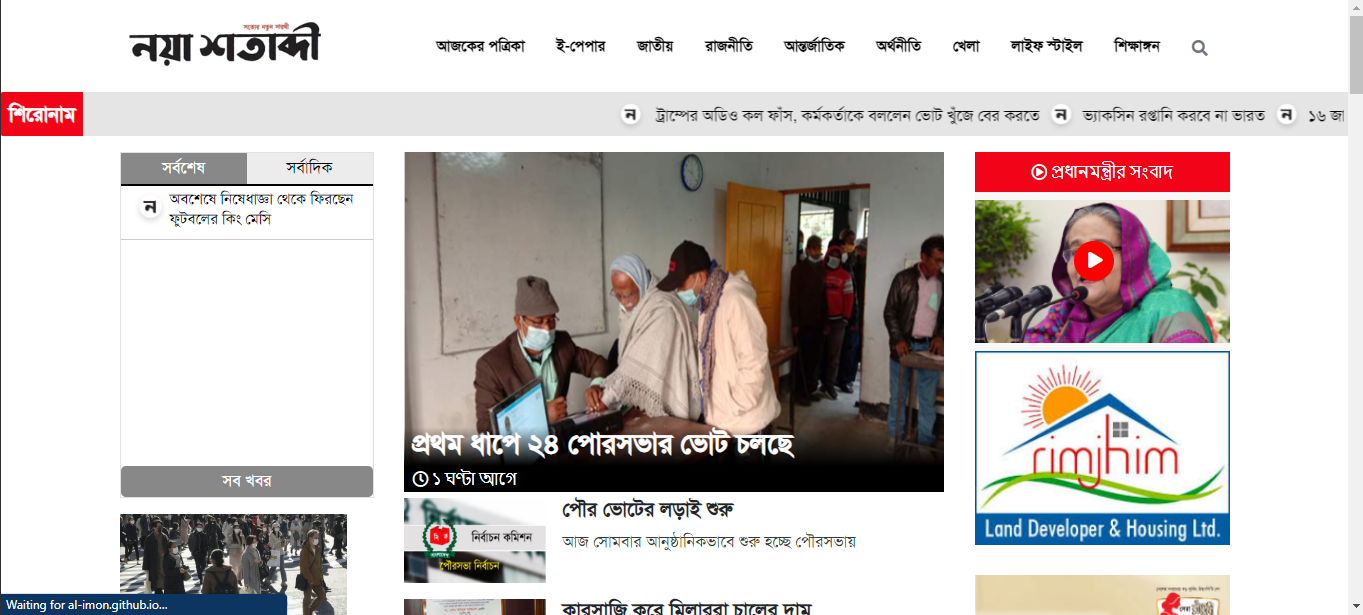 সত্যের নতুন সারথী
নয়া শতাব্দী
আজকের পত্রিকা ই-পেপার জাতীয় রাজনীতি আন্তর্জাতিক অর্থনীতি খেলা লাইফ স্টাইল শিক্ষাঙ্গন
শিরোনাম
ন ট্রাম্পের অডিও কল ফাঁস, কর্মকর্তাকে বললেন ভোট খুঁজে বের করতে ন ভ্যাকসিন রপ্তানি করবে না ভারত ন ১৬ জা
সর্বশেষ সর্বাদিক
ন অবশেষে নিষেধাজ্ঞা থেকে ফিরছেন
ফুটবলের কিং মেসি
সব খবর
প্রথম ধাপে ২৪ পোরসভার ভোট চলছে
১ ঘণ্টা আগে
নির্বাচন কমিশন
পৌরসভা নির্বাচন
পৌর ভোটের লড়াই শুরু
আজ সোমবার আনুষ্ঠানিকভাবে শুরু হচ্ছে পৌরসভায়
কারসাজি করে মিলাররা চালের দাম
প্রধানমন্ত্রীর সংবাদ
rimjhim
Land Developer & Housing Ltd.
Waiting for al-imon.github.io...